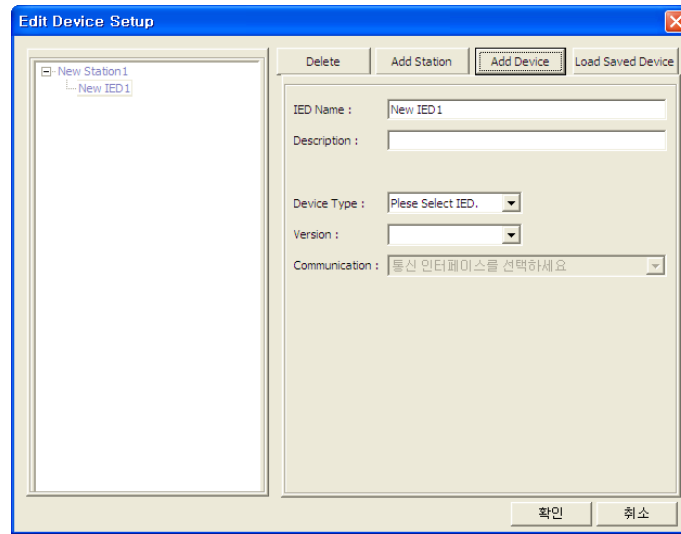 Edit Device Setup
New Station1
New IED1
Delete
Add Station
Add Device
Load Saved Device
IED Name :
New IED1
Description :
Device Type :
Plese Select IED.
Version :
Communication :
통신 인터페이스를 선택하세요
확인
취소